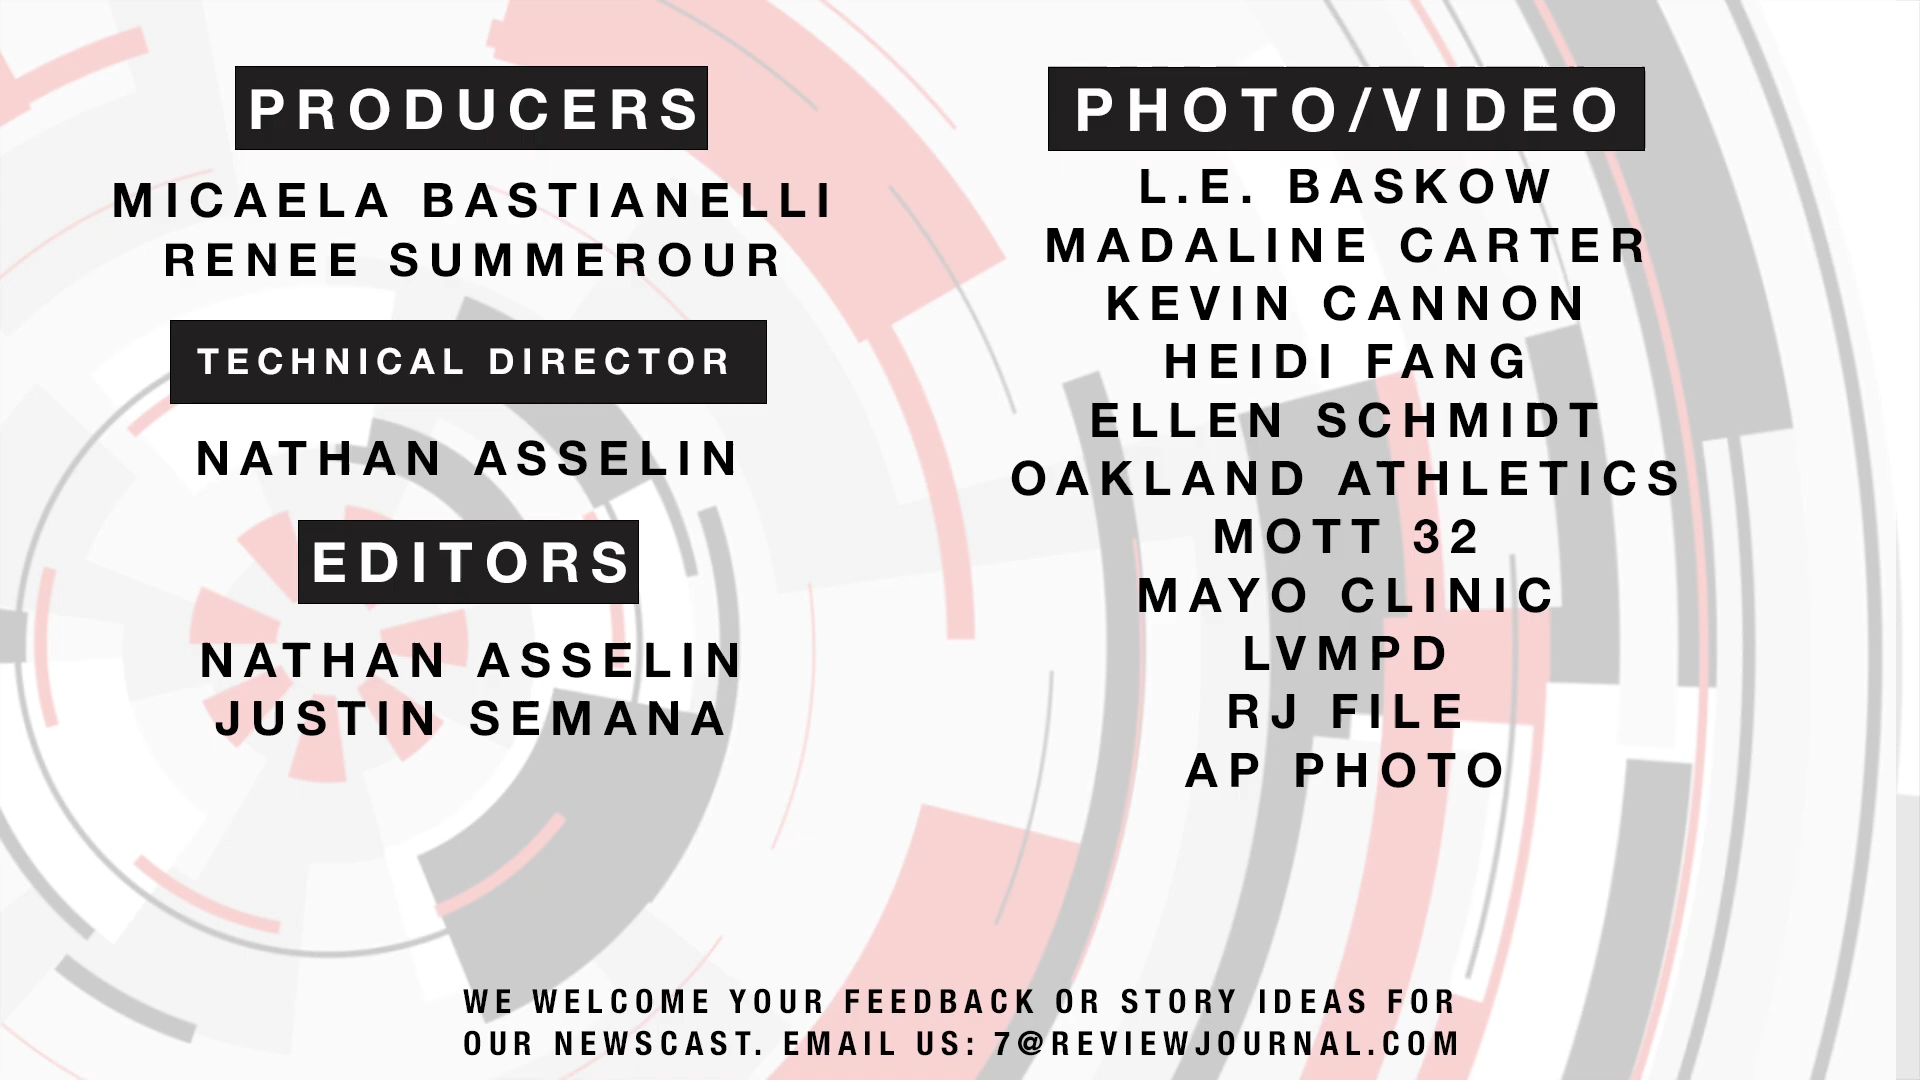 PRODUCERS
MICAELA BASTIANELLI
RENEE SUMMEROUR
TECHNICAL DIRECTOR
NATHAN ASSELIN
EDITORS
NATHAN ASSELIN
JUSTIN SEMANA
PHOTO/VIDEO
L.E. BASKOW
MADALINE CARTER
KEVIN CANNON
HEIDI FANG
ELLEN SCHMIDT
OAKLAND ATHLETICS
MOTT 32
MAYO CLINIC
LVMPD
RJ FILE
AP PHOTO
WE WELCOME YOUR FEEDBACK OR STORY IDEAS FOR
OUR NEWSCAST. EMAIL US: 7@REVIEWJOURNAL.COM